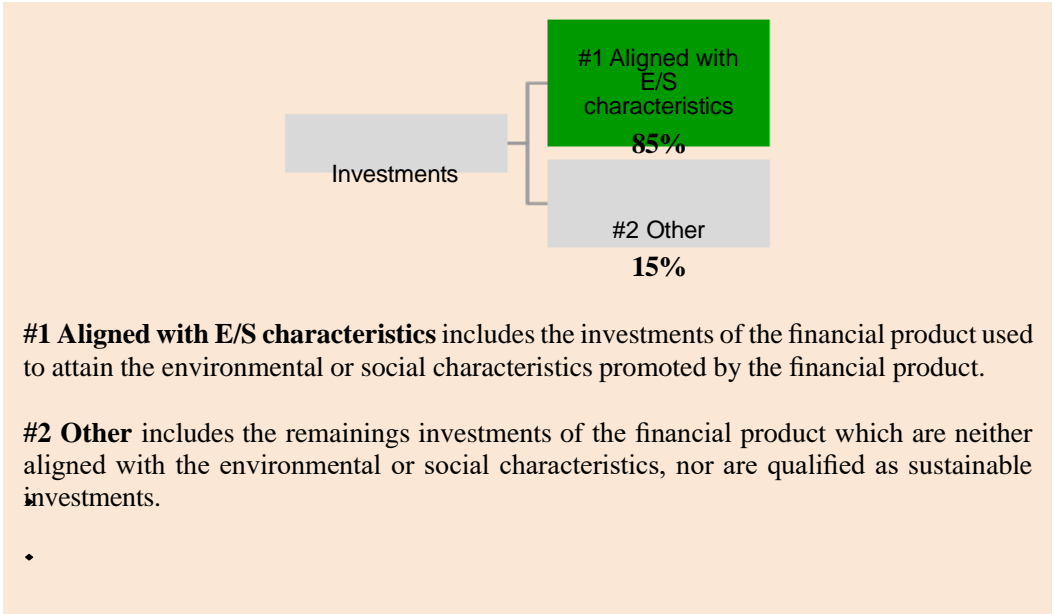 #1 Aligned with
E/S
characteristics
85%
Investments
#2 Other
15%
#1 Aligned with E/S characteristics includes the investments of the financial product used
to attain the environmental or social characteristics promoted by the financial product.
#2 Other includes the remainings investments of the financial product which are neither
aligned with the environmental or social characteristics, nor are qualified as sustainable
investments.